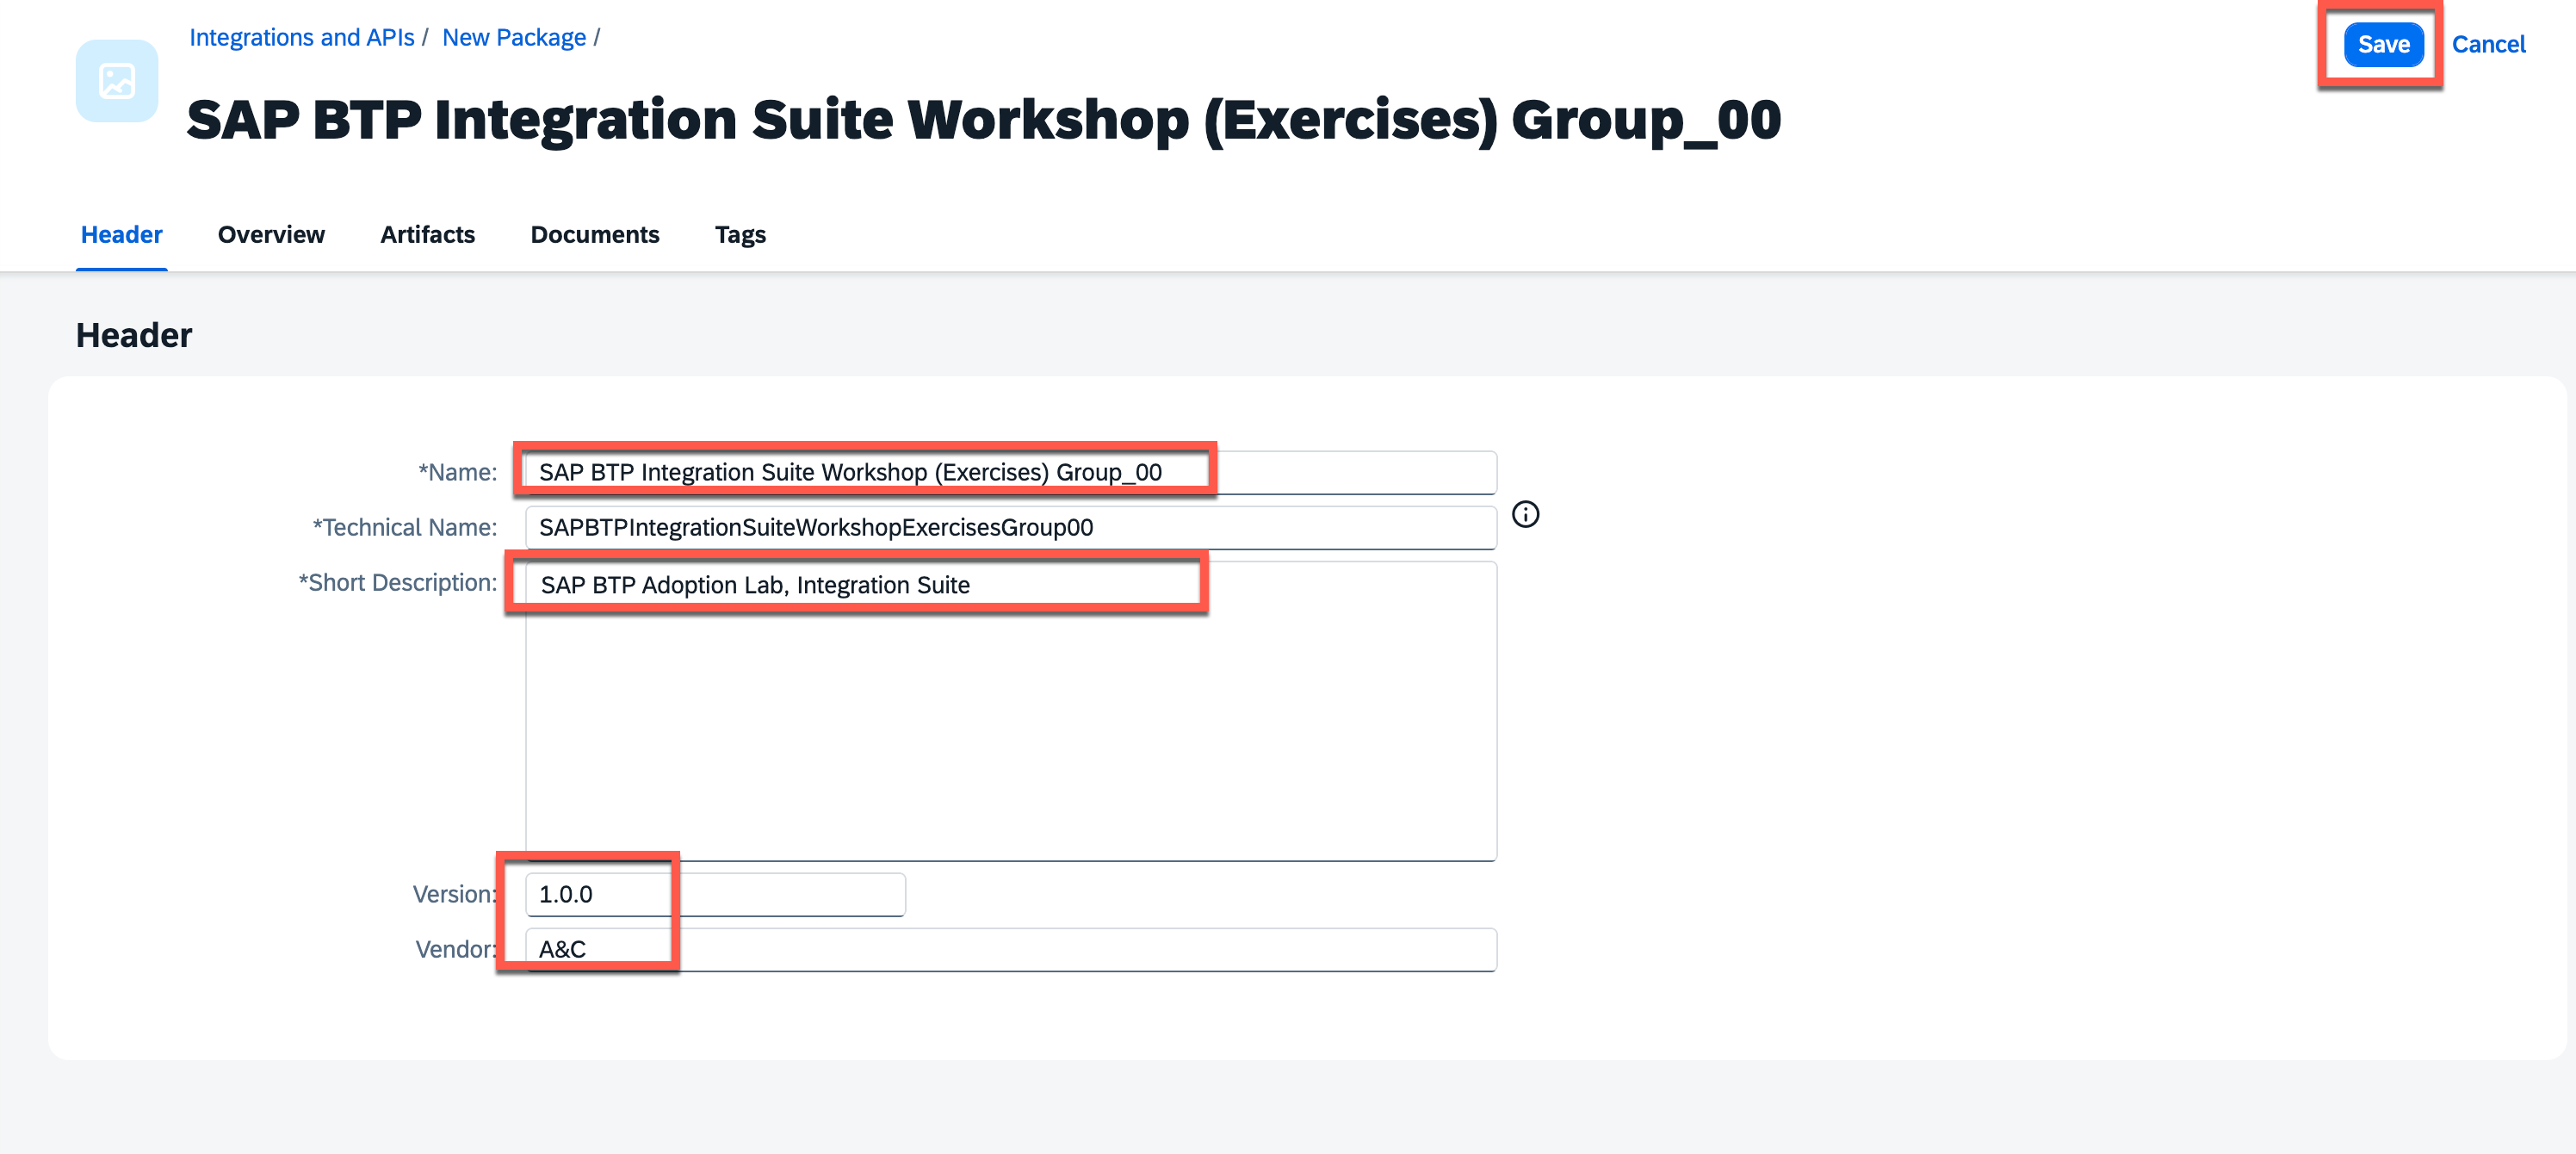 Integrations and APIs / New Package /
Save Cancel
SAP BTP Integration Suite Workshop (Exercises) Group_00
Header Overview Artifacts Documents Tags
Header
*Name: SAP BTP Integration Suite Workshop (Exercises) Group_00
*Technical Name: SAPBTPIntegrationSuiteWorkshopExercisesGroup00
*Short Description: SAP BTP Adoption Lab, Integration Suite
Version: 1.0.0
Vendor: A&C